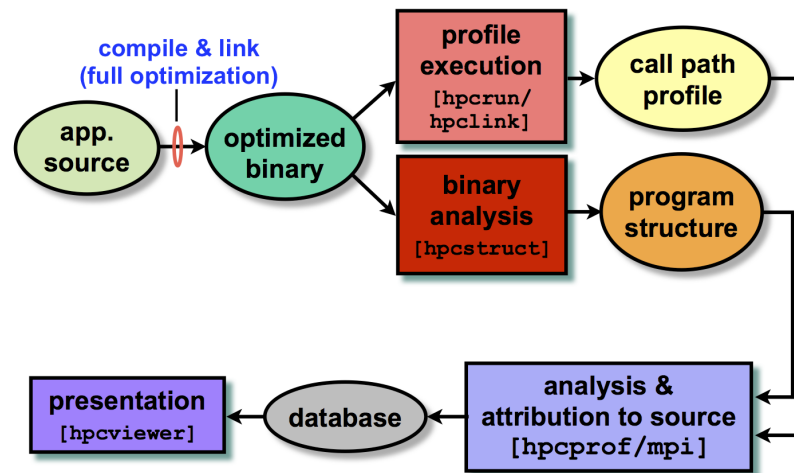 compile & link
(full optimization)
app.
source
optimized
binary
profile
execution
[hpcrun/
hpclink]
call path
profile
binary
analysis
[hpcstruct]
program
structure
presentation
[hpcviewer]
database
analysis &
attribution to source
[hpcprof/mpi]